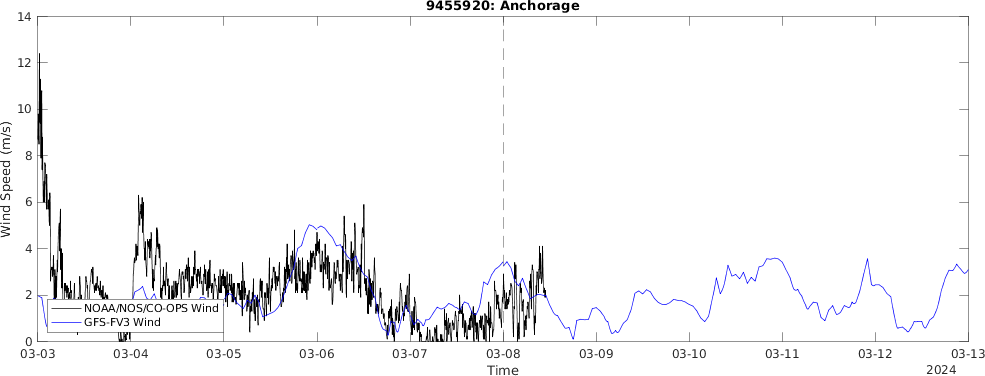 9455920: Anchorage
14
12
10
8
6
4
2
0
Wind Speed (m/s)
NOAA/NOS/CO-OPS Wind
GFS-FV3 Wind
03-03 03-04 03-05 03-06 03-07 03-08 03-09 03-10 03-11 03-12 03-13
Time
2024